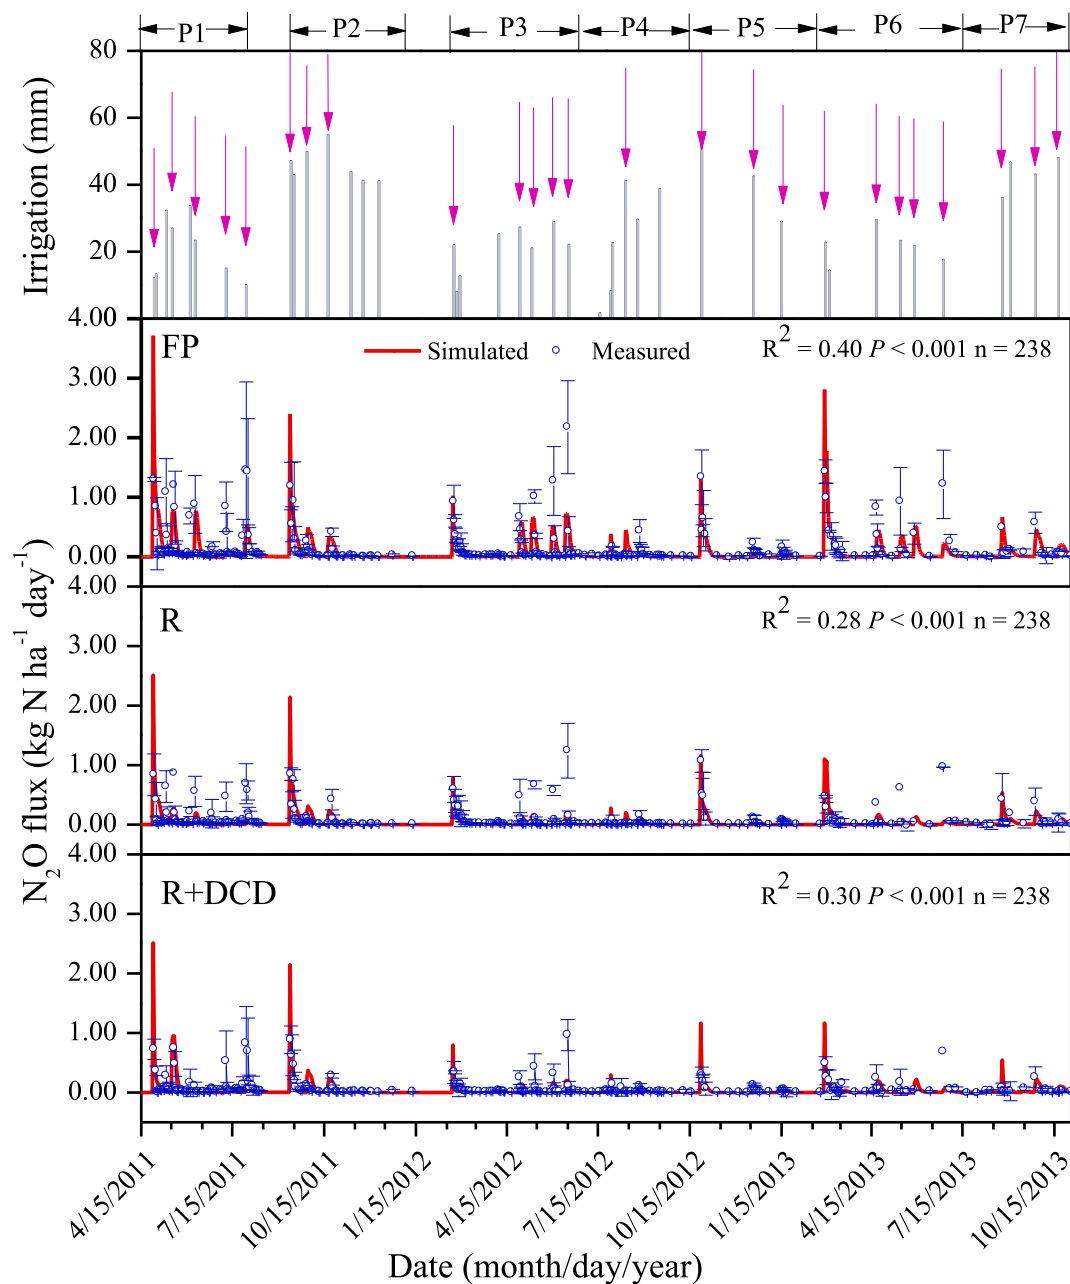 P1 P2 P3 P4 P5 P6 P7
Irrigation (mm)
80
60
40
20
4.00
FP
Simulated
Measured
R² = 0.40 P < 0.001 n = 238
3.00
2.00
1.00
0.00
4.00
R
R² = 0.28 P < 0.001 n = 238
3.00
2.00
1.00
0.00
4.00
R+DCD
R² = 0.30 P < 0.001 n = 238
3.00
2.00
1.00
0.00
N₂O flux (kg N ha⁻¹ day⁻¹)
4/15/2011
7/15/2011
10/15/2011
1/15/2012
4/15/2012
7/15/2012
10/15/2012
1/15/2013
4/15/2013
7/15/2013
10/15/2013
Date (month/day/year)